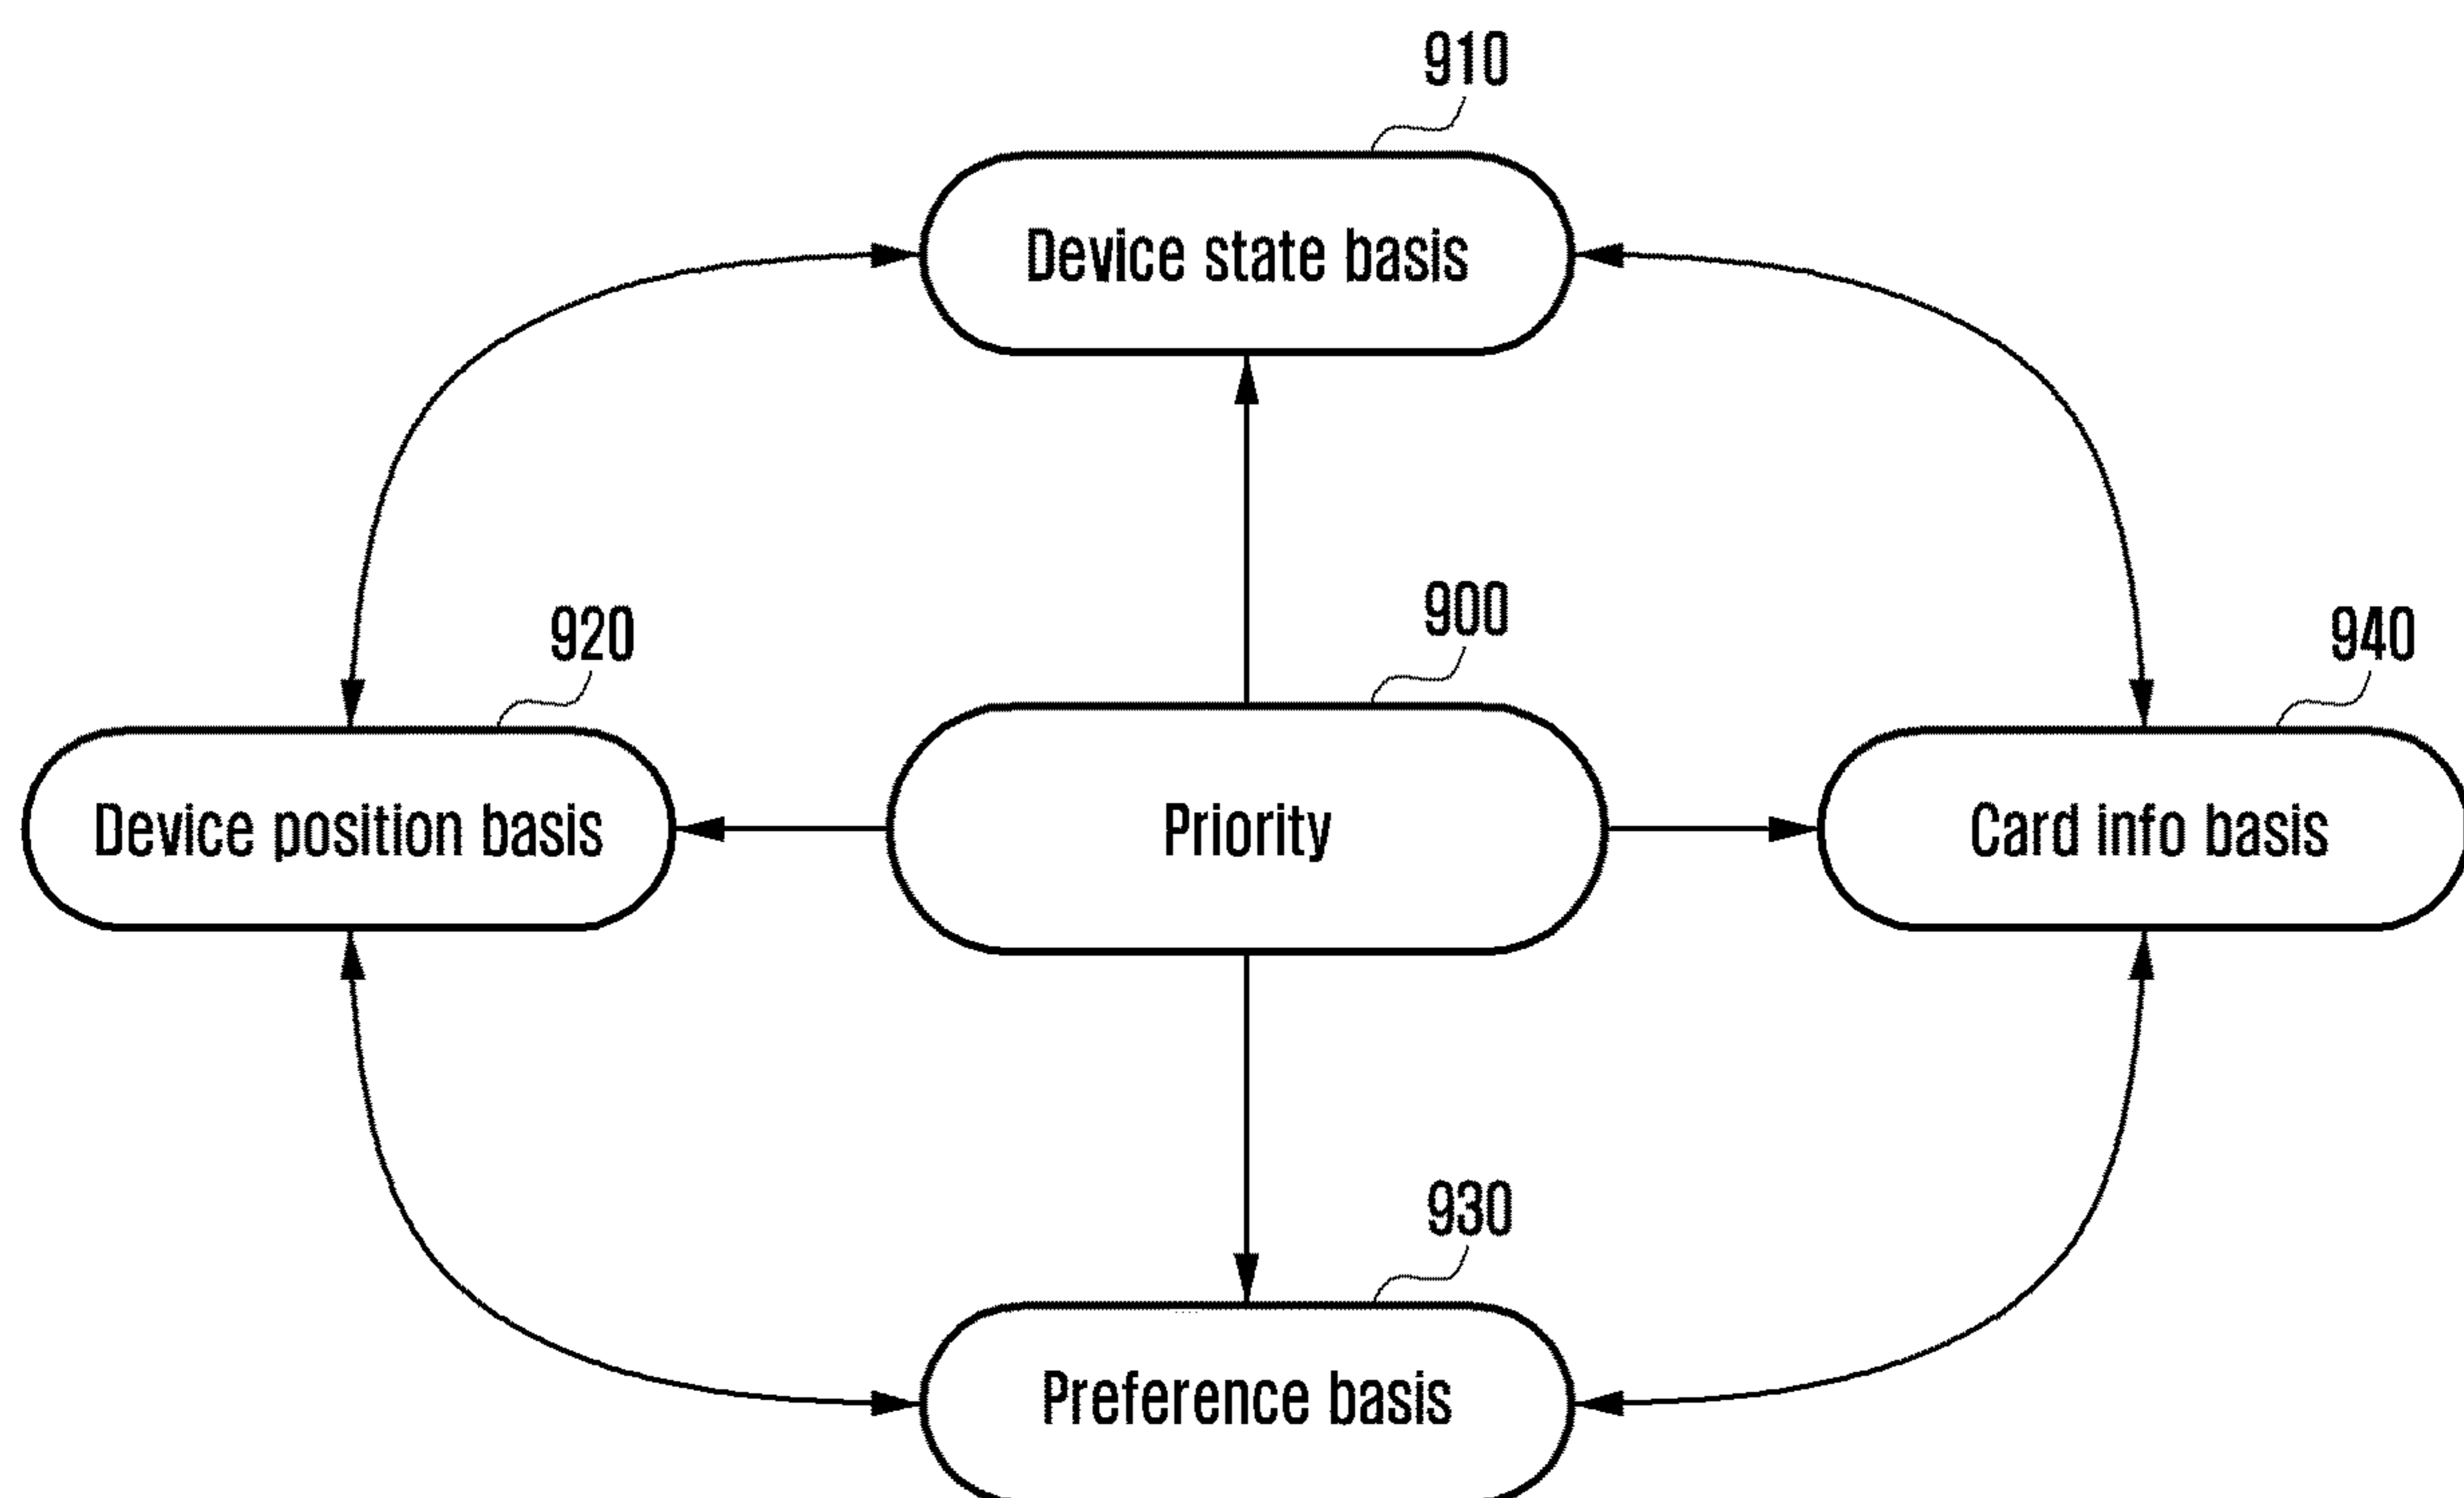 910
Device state basis
900
920
940
Device position basis
Priority
Card info basis
930
Preference basis